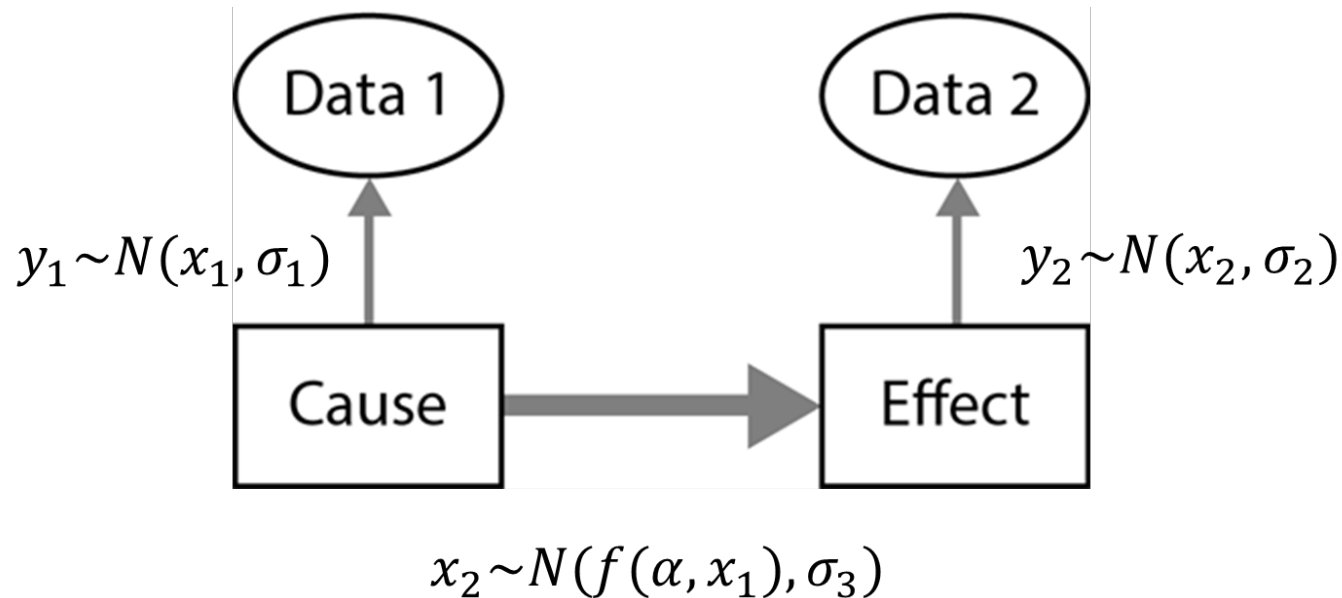 Data 1 Data 2
y₁~N(x₁, σ₁) y₂~N(x₂, σ₂)
Cause Effect
x₂~N(f(α, x₁), σ₃)